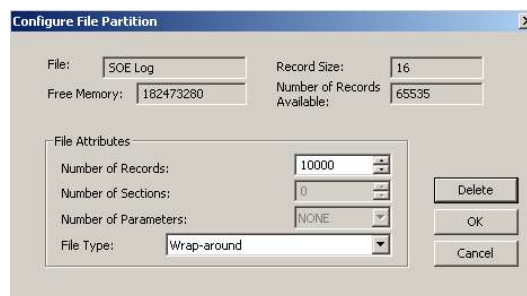 Configure File Partition
File: SOE Log Record Size: 16
Free Memory: 182473280 Number of Records Available: 65535
File Attributes
Number of Records: 10000
Number of Sections: 0
Number of Parameters: NONE
File Type: Wrap-around
Delete
OK
Cancel